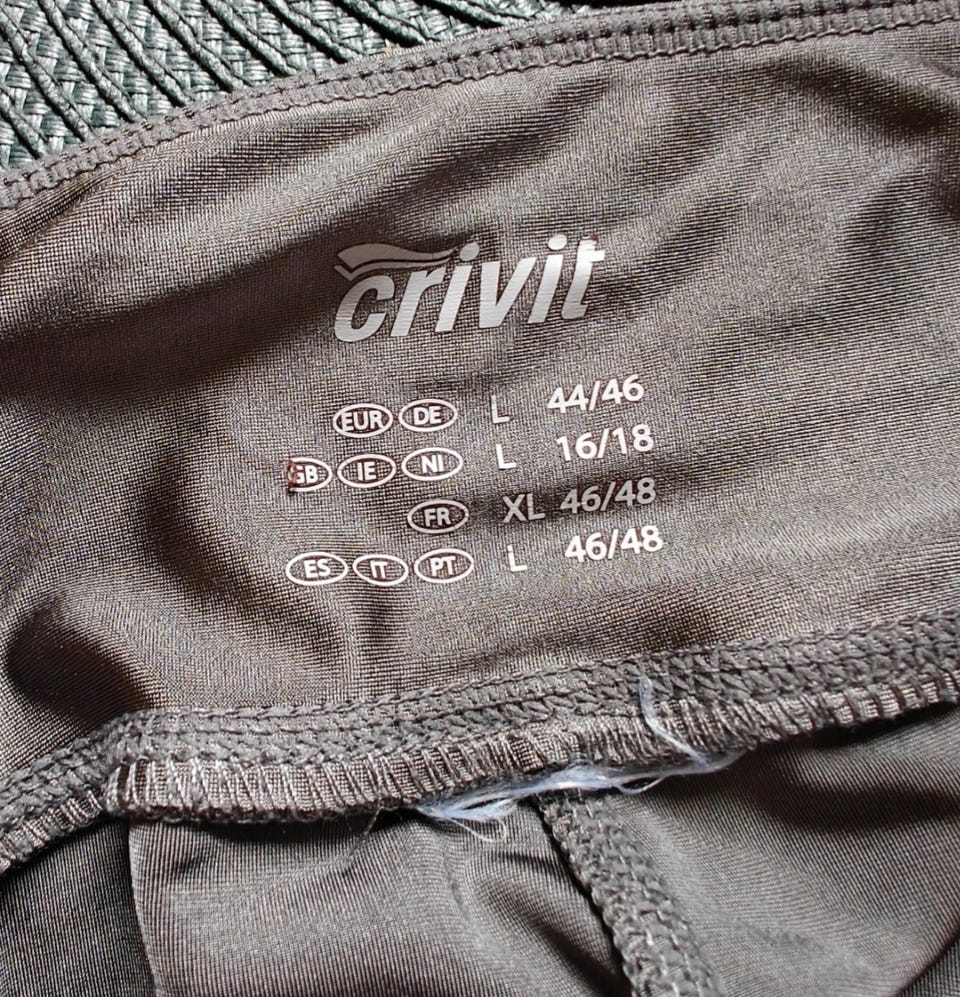 crivit
EUR DE L 44/46
GB IE NI L 16/18
FR XL 46/48
ES IT PT L 46/48